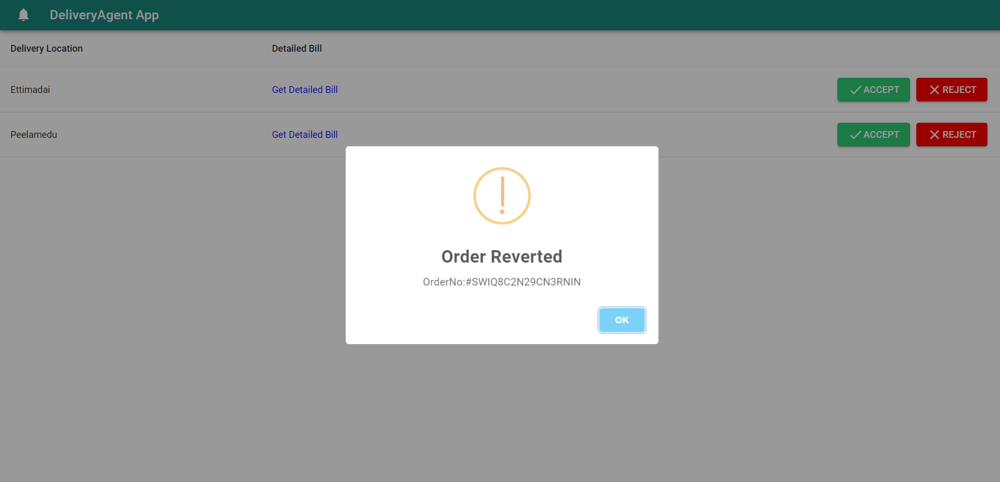 DeliveryAgent App
Delivery Location Detailed Bill
Ettimadai Get Detailed Bill ACCEPT REJECT
Peelamedu Get Detailed Bill ACCEPT REJECT
Order Reverted
OrderNo:#SWIQ8C2N29CN3RNIN
OK